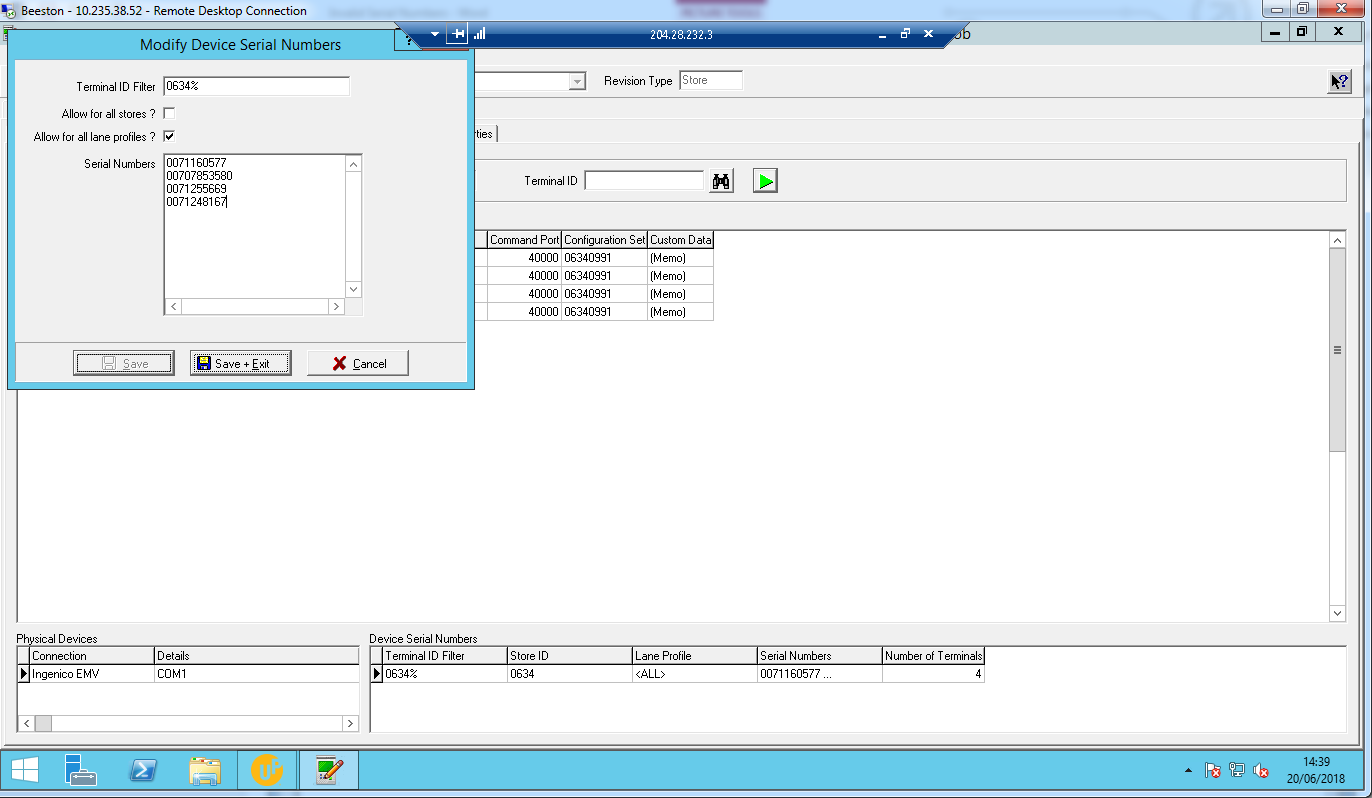 Beeston - 10.235.38.52 - Remote Desktop Connection
204.28.232.3
Modify Device Serial Numbers
?
Terminal ID Filter 0634%
Allow for all stores ?
Allow for all lane profiles ?
Serial Numbers
0071160577
00707853580
0071255669
0071248167
Save
Save + Exit
Cancel
Revision Type Store
Terminal ID
Command Port Configuration Set Custom Data
40000 06340991 (Memo)
40000 06340991 (Memo)
40000 06340991 (Memo)
40000 06340991 (Memo)
Physical Devices
Connection Details
Ingenico EMV COM1
Device Serial Numbers
Terminal ID Filter Store ID Lane Profile Serial Numbers Number of Terminals
0634% 0634 <ALL> 0071160577 ... 4
14:39
20/06/2018